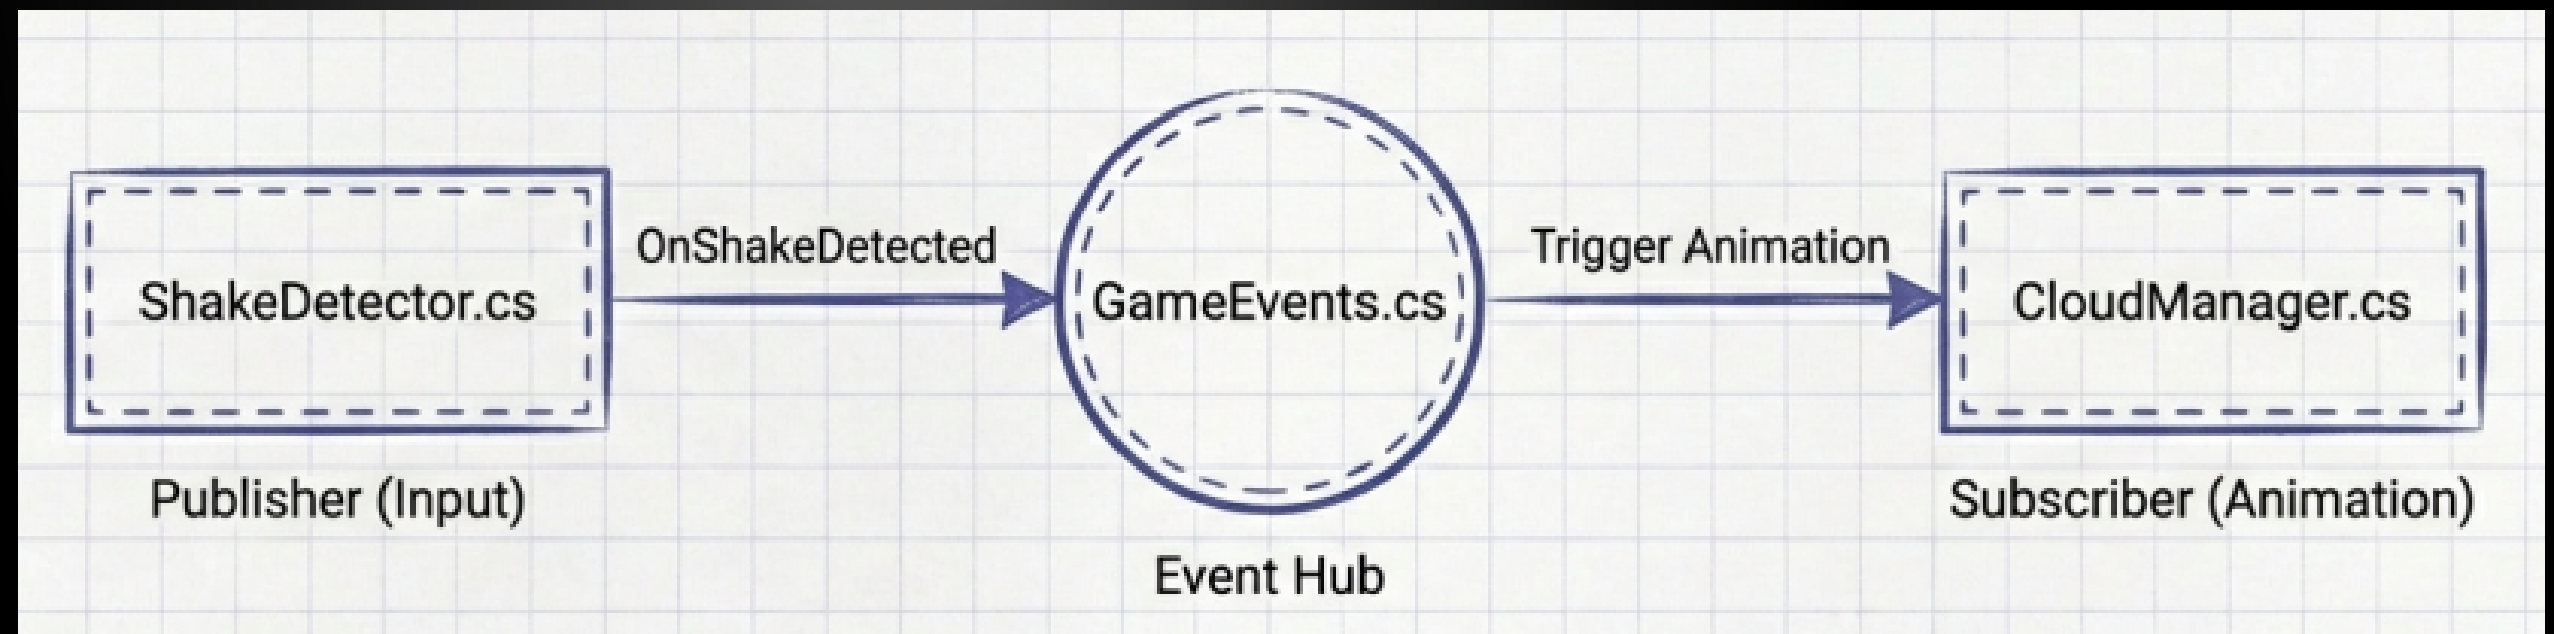 ShakeDetector.cs
Publisher (Input)
OnShakeDetected
GameEvents.cs
Event Hub
Trigger Animation
CloudManager.cs
Subscriber (Animation)